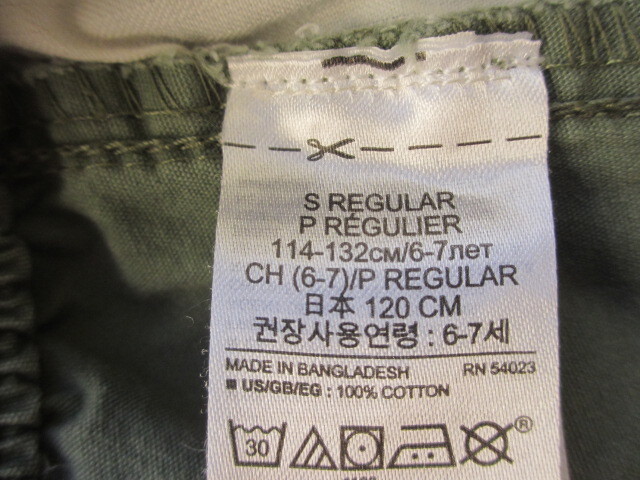 S REGULAR
P RÉGULIER
114-132см/6-7лет
CH (6-7)/P REGULAR
日本 120 CM
권장사용연령 : 6-7세
MADE IN BANGLADESH RN 54023
■ US/GB/EG : 100% COTTON
30 ®